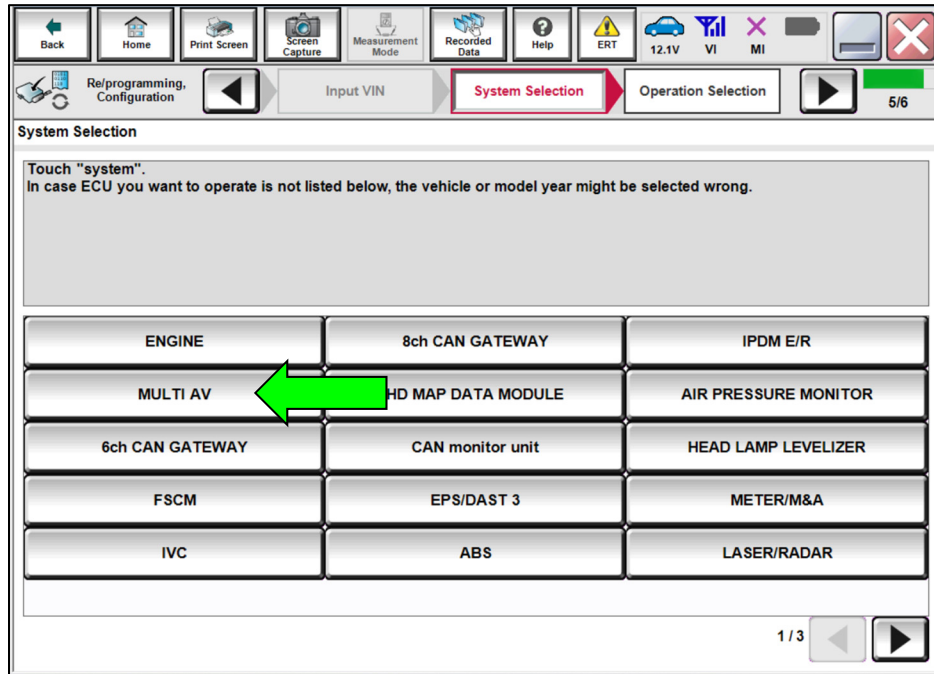 Back
Home
Print Screen
Screen
Capture
Measurement
Mode
Recorded
Data
Help
ERT
12.1V
VI
MI
Re/programming,
Configuration
Input VIN
System Selection
Operation Selection
5/6
System Selection
Touch "system".
In case ECU you want to operate is not listed below, the vehicle or model year might be selected wrong.
ENGINE
8ch CAN GATEWAY
IPDM E/R
MULTI AV
HD MAP DATA MODULE
AIR PRESSURE MONITOR
6ch CAN GATEWAY
CAN monitor unit
HEAD LAMP LEVELIZER
FSCM
EPS/DAST 3
METER/M&A
IVC
ABS
LASER/RADAR
1 / 3